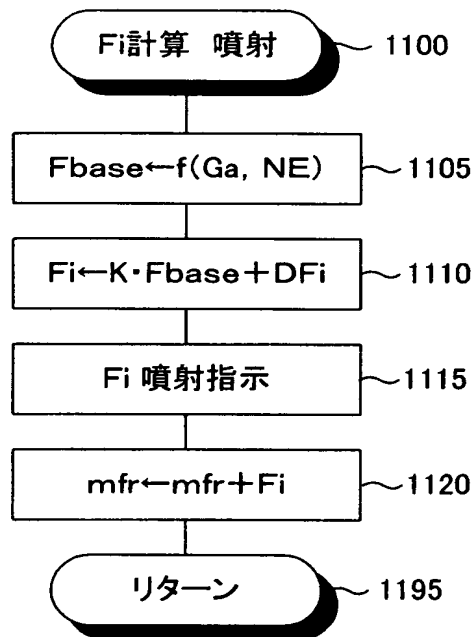 Fi計算 噴射 1100
Fbase←f(Ga, NE) 1105
Fi←K・Fbase+DFi 1110
Fi 噴射指示 1115
mfr←mfr+Fi 1120
リターン 1195